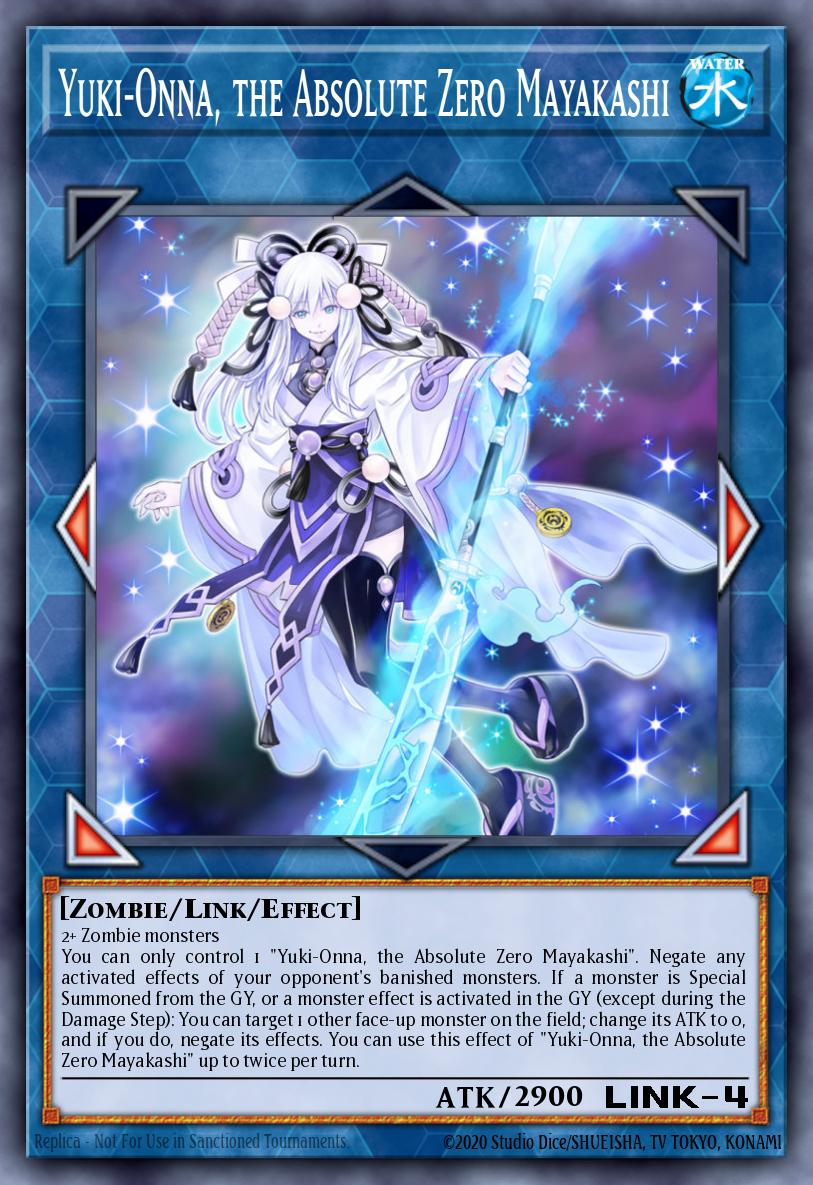 Yuki-Onna, the Absolute Zero Mayakashi
WATER
水
[Zombie/Link/Effect]
2+ Zombie monsters
You can only control 1 "Yuki-Onna, the Absolute Zero Mayakashi". Negate any
activated effects of your opponent's banished monsters. If a monster is Special
Summoned from the GY, or a monster effect is activated in the GY (except during the
Damage Step): You can target 1 other face-up monster on the field; change its ATK to 0,
and if you do, negate its effects. You can use this effect of "Yuki-Onna, the Absolute
Zero Mayakashi" up to twice per turn.
ATK/2900 LINK-4
Replica - Not For Use in Sanctioned Tournaments.
©2020 Studio Dice/SHUEISHA, TV TOKYO, KONAMI